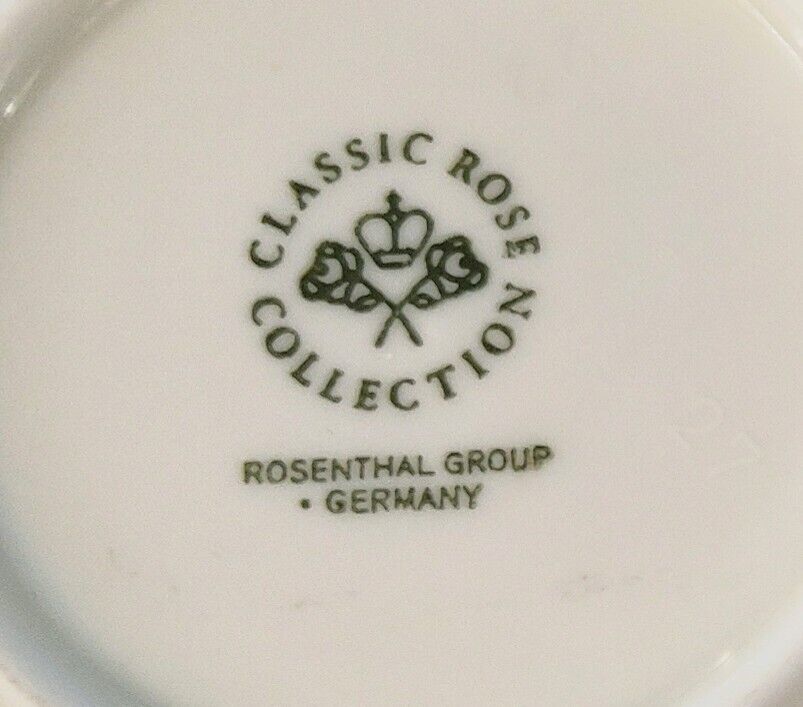 CLASSIC ROSE
COLLECTION
ROSENTHAL GROUP
• GERMANY